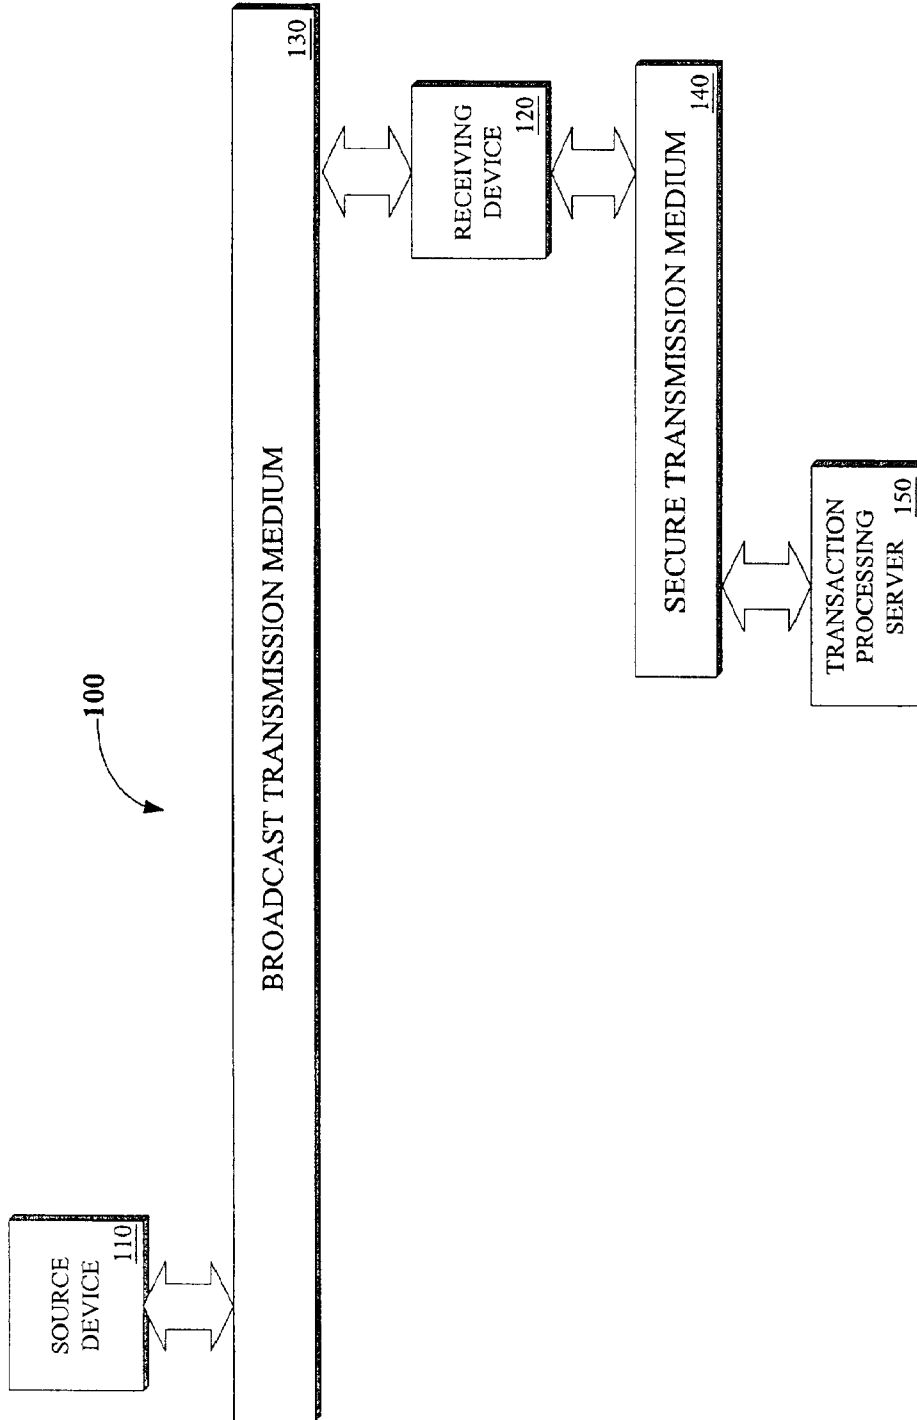 100
SOURCE
DEVICE
110
BROADCAST TRANSMISSION MEDIUM
130
RECEIVING
DEVICE
120
SECURE TRANSMISSION MEDIUM
140
TRANSACTION
PROCESSING
SERVER
150